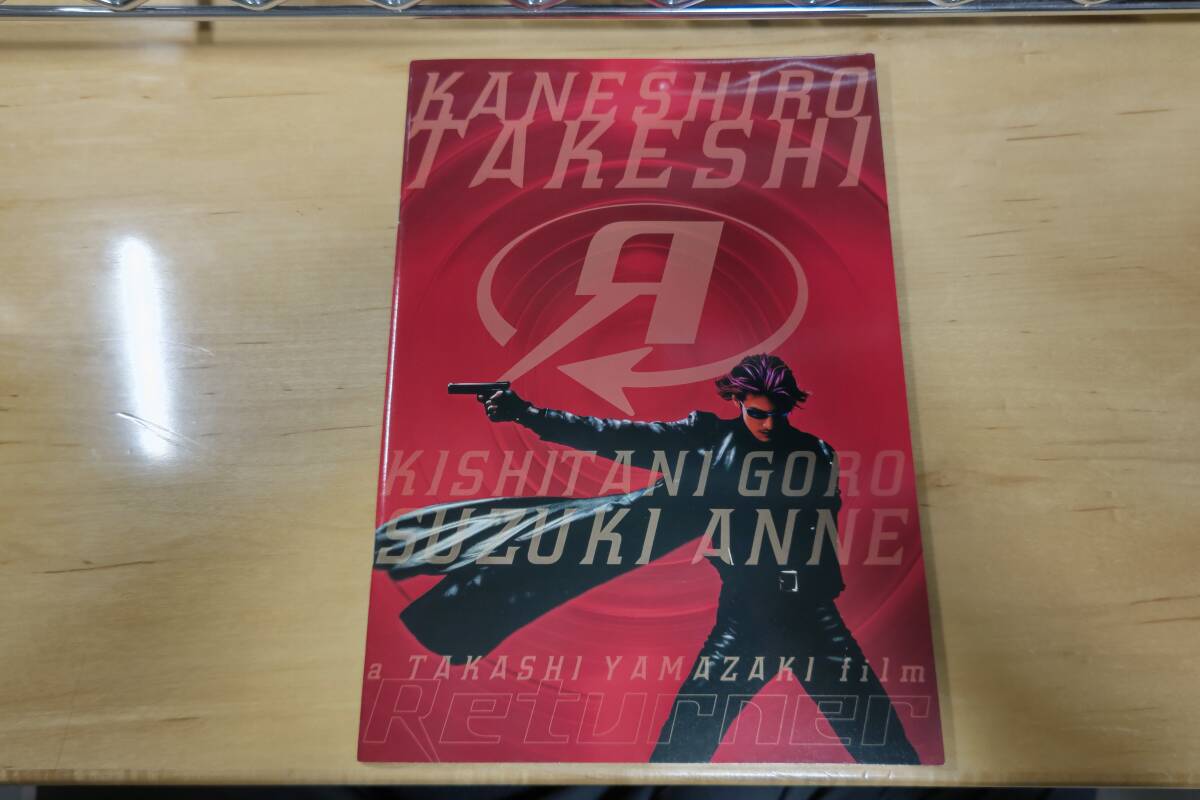 KANESHIRO
TAKESHI
R
KISHITANI GORO
SUZUKI ANNE
a TAKASHI YAMAZAKI film
Returner